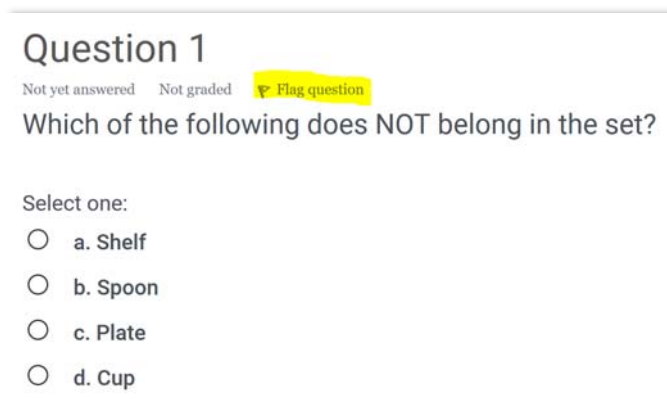 Question 1
Not yet answered Not graded Flag question
Which of the following does NOT belong in the set?
Select one:
a. Shelf
b. Spoon
c. Plate
d. Cup